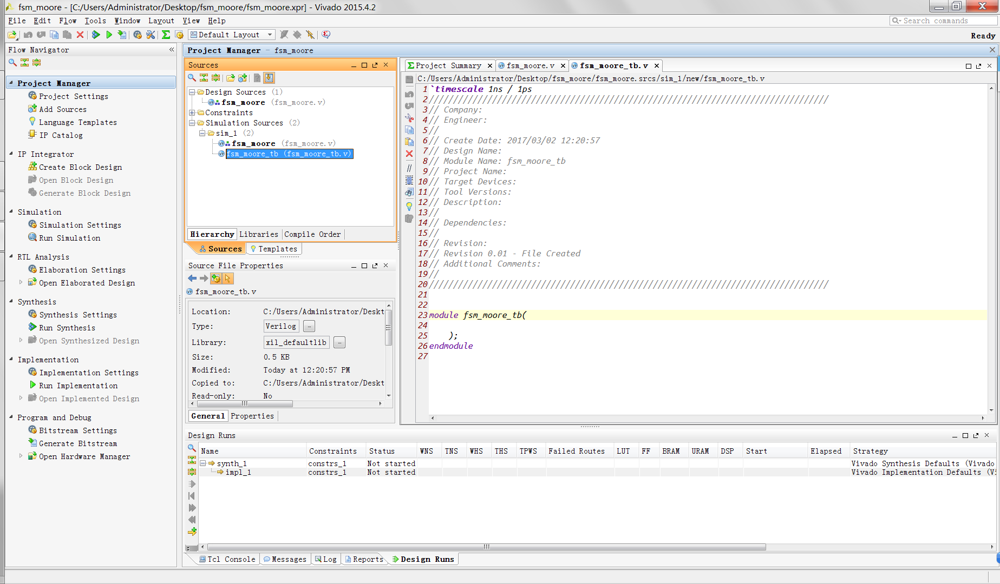 fsm_moore - [C:/Users/Administrator/Desktop/fsm_moore/fsm_moore.xpr] - Vivado 2015.4.2
File Edit Flow Tools Window Layout View Help
Search commands
Default Layout
Ready
Flow Navigator
Project Manager
Project Settings
Add Sources
Language Templates
IP Catalog
IP Integrator
Create Block Design
Open Block Design
Generate Block Design
Simulation
Simulation Settings
Run Simulation
RTL Analysis
Elaboration Settings
Open Elaborated Design
Synthesis
Synthesis Settings
Run Synthesis
Open Synthesized Design
Implementation
Implementation Settings
Run Implementation
Open Implemented Design
Program and Debug
Bitstream Settings
Generate Bitstream
Open Hardware Manager
Project Manager - fsm_moore
Sources
Design Sources (1)
fsm_moore (fsm_moore.v)
Constraints
Simulation Sources (2)
sim_1 (2)
fsm_moore (fsm_moore.v)
fsm_moore_tb (fsm_moore_tb.v)
Hierarchy Libraries Compile Order
Sources Templates
Source File Properties
fsm_moore_tb.v
Location: C:/Users/Administrator/Deskt
Type: Verilog ...
Library: xil_defaultlib ...
Size: 0.5 KB
Modified: Today at 12:20:57 PM
Copied to: C:/Users/Administrator/Deskt
Read-only: No
General Properties
Project Summary fsm_moore.v fsm_moore_tb.v
C:/Users/Administrator/Desktop/fsm_moore/fsm_moore.srcs/sim_1/new/fsm_moore_tb.v
1 `timescale 1ns / 1ps
2 //////////////////////////////////////////////////////////////////////////////////
3 // Company:
4 // Engineer:
5 //
6 // Create Date: 2017/03/02 12:20:57
7 // Design Name:
8 // Module Name: fsm_moore_tb
9 // Project Name:
10 // Target Devices:
11 // Tool Versions:
12 // Description:
13 //
14 // Dependencies:
15 //
16 // Revision:
17 // Revision 0.01 - File Created
18 // Additional Comments:
19 //
20 //////////////////////////////////////////////////////////////////////////////////
21
22
23 module fsm_moore_tb(
24
25 );
26 endmodule
27
Design Runs
Name Constraints Status WNS TNS WHS THS TPWS Failed Routes LUT FF BRAM URAM DSP Start Elapsed Strategy
synth_1 constrs_1 Not started Vivado Synthesis Defaults (Vivado
impl_1 constrs_1 Not started Vivado Implementation Defaults (Vi
Tcl Console Messages Log Reports Design Runs